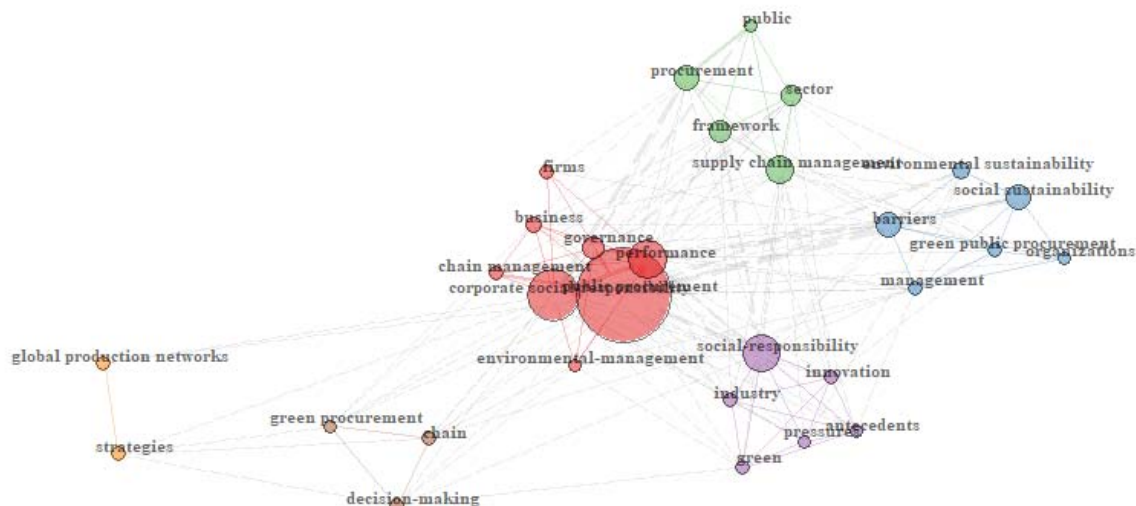 public
procurement
sector
framework
supply chain management
environmental sustainability
social sustainability
firms
business
barriers
governance
green public procurement
performance
organizations
chain management
management
corporate social-responsibility
public procurement
social-responsibility
global production networks
environmental-management
innovation
industry
green procurement
chain
antecedents
pressures
strategies
green
decision-making